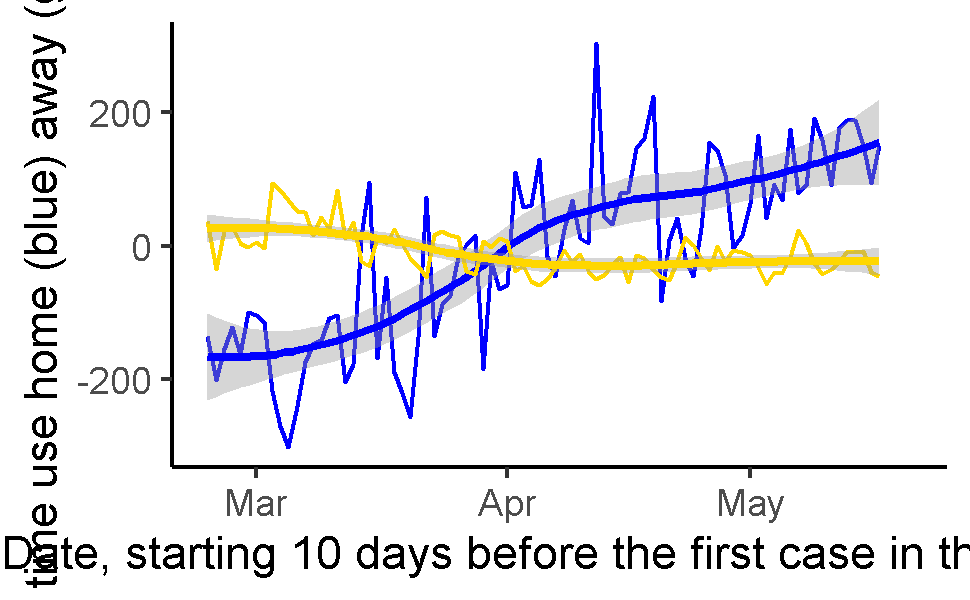 time use home (blue) away (
200
0
-200
Mar Apr May
Date, starting 10 days before the first case in th